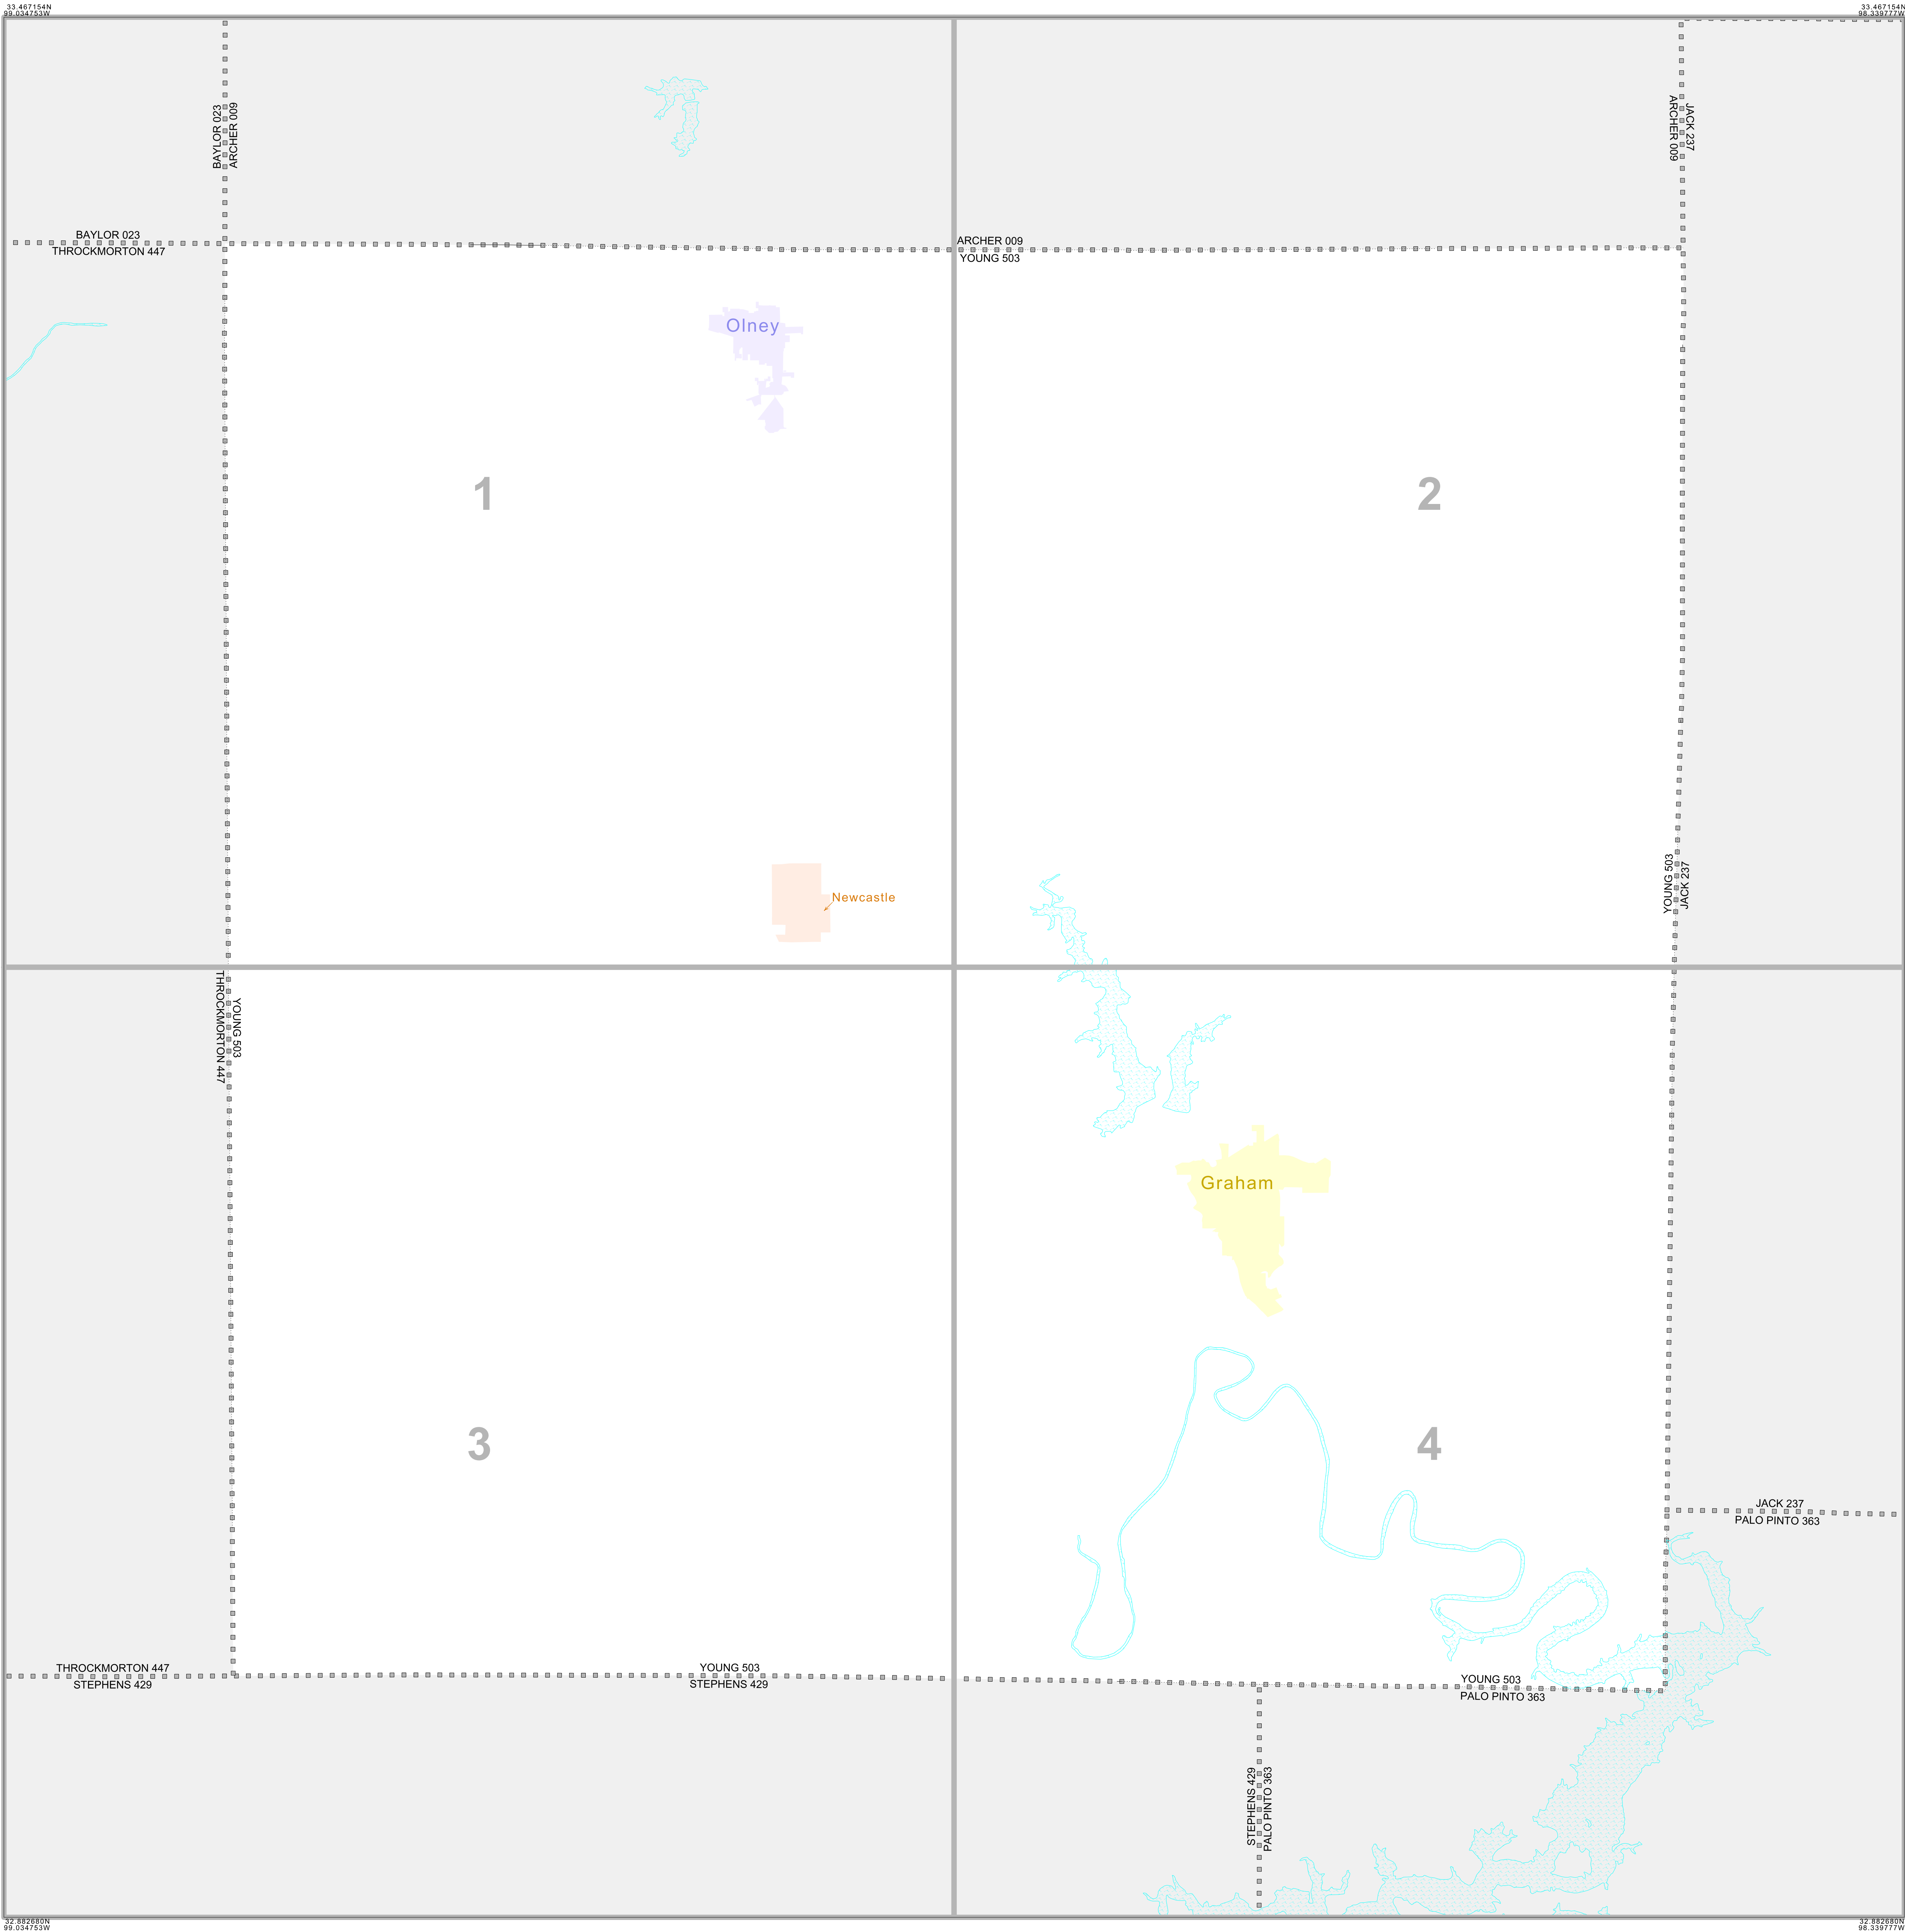 33.467154N
99.034753W
33.467154N
98.339777W
BAYLOR 023
ARCHER 009
JACK 237
ARCHER 009
BAYLOR 023
THROCKMORTON 447
ARCHER 009
YOUNG 503
Olney
1
2
Newcastle
YOUNG 503
JACK 237
THROCKMORTON 447
YOUNG 503
Graham
3
4
JACK 237
PALO PINTO 363
THROCKMORTON 447
STEPHENS 429
YOUNG 503
STEPHENS 429
YOUNG 503
PALO PINTO 363
STEPHENS 429
PALO PINTO 363
32.882680N
99.034753W
32.882680N
98.339777W